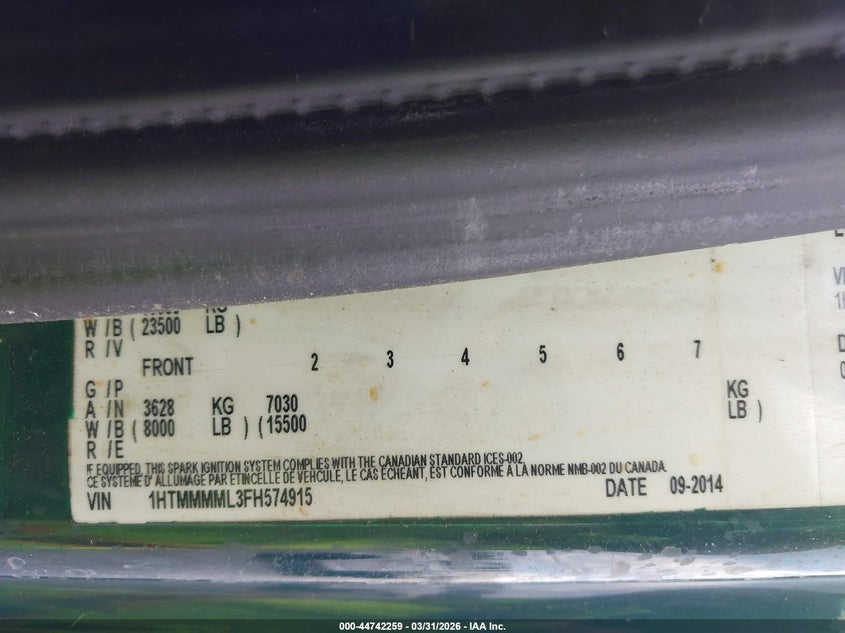 W /B ( 23500 LB )
R /V
FRONT 2 3 4 5 6 7
G /P
A /N 3628 KG 7030 KG
W /B ( 8000 LB ) ( 15500 LB )
R /E
IF EQUIPPED, THIS SPARK IGNITION SYSTEM COMPLIES WITH THE CANADIAN STANDARD ICES-002
CE SYSTEME D' ALLUMAGE PAR ETINCELLE DE VEHICULE, LE CAS ECHEANT, EST CONFORME À LA NORME NMB-002 DU CANADA
VIN 1HTMMMML3FH574915 DATE 09-2014
000-44742259 - 03/31/2026 - IAA Inc.